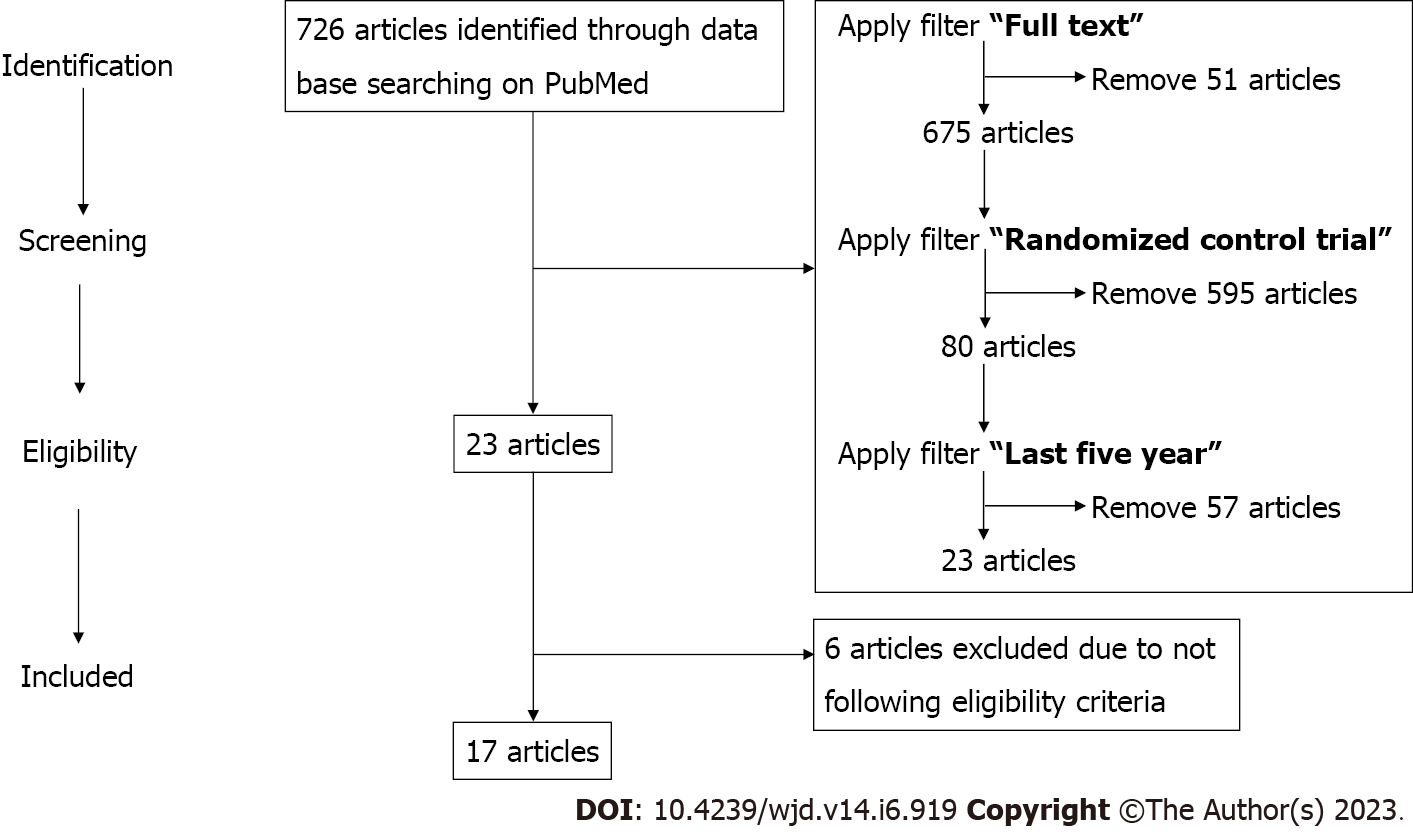 Identification
Screening
Eligibility
Included
726 articles identified through data
base searching on PubMed
23 articles
17 articles
Apply filter “Full text”
Remove 51 articles
675 articles
Apply filter “Randomized control trial”
Remove 595 articles
80 articles
Apply filter “Last five year”
Remove 57 articles
23 articles
6 articles excluded due to not
following eligibility criteria
DOI: 10.4239/wjd.v14.i6.919 Copyright ©The Author(s) 2023.